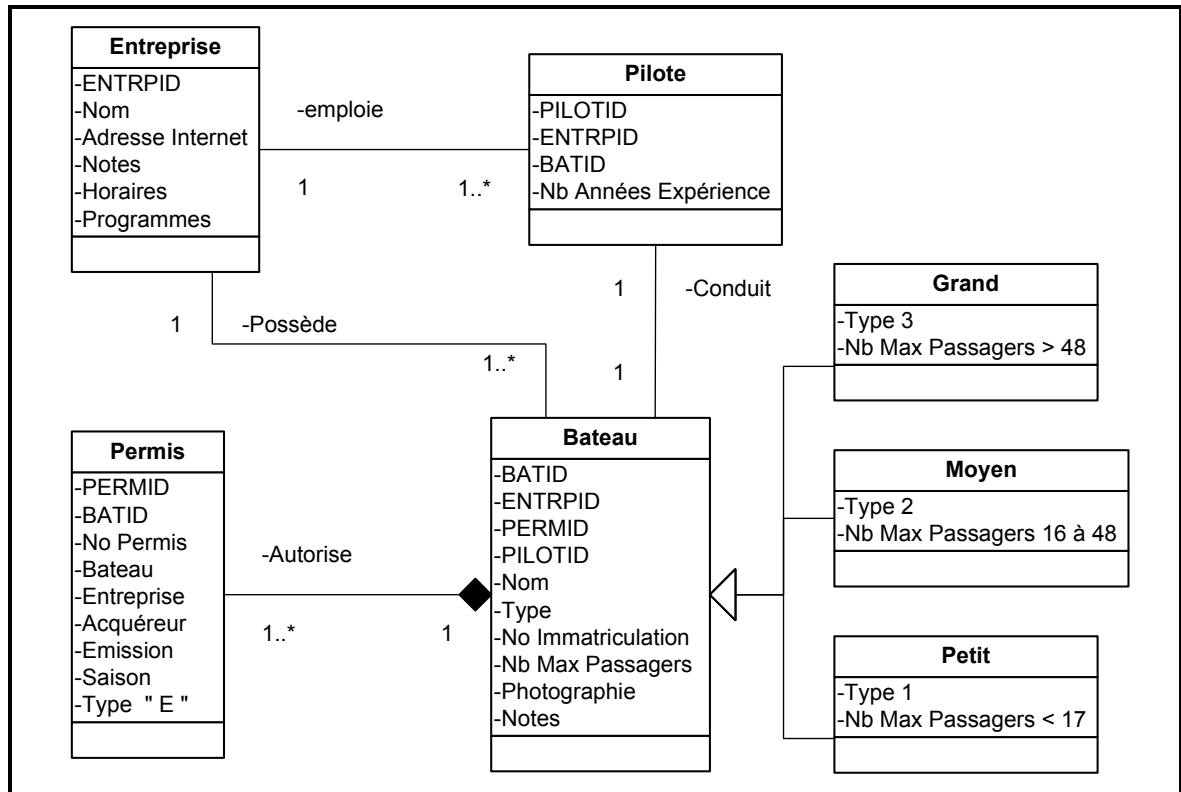 Entreprise
-ENTRPID
-Nom
-Adresse Internet
-Notes
-Horaires
-Programmes
-emploie
1
1..*
Pilote
-PILOTID
-ENTRPID
-BATID
-Nb Années Expérience
1
-Possède
1..*
1
-Conduit
1
Grand
-Type 3
-Nb Max Passagers > 48
Permis
-PERMID
-BATID
-No Permis
-Bateau
-Entreprise
-Acquéreur
-Emission
-Saison
-Type " E "
-Autorise
1..*
1
Bateau
-BATID
-ENTRPID
-PERMID
-PILOTID
-Nom
-Type
-No Immatriculation
-Nb Max Passagers
-Photographie
-Notes
Moyen
-Type 2
-Nb Max Passagers 16 à 48
Petit
-Type 1
-Nb Max Passagers < 17